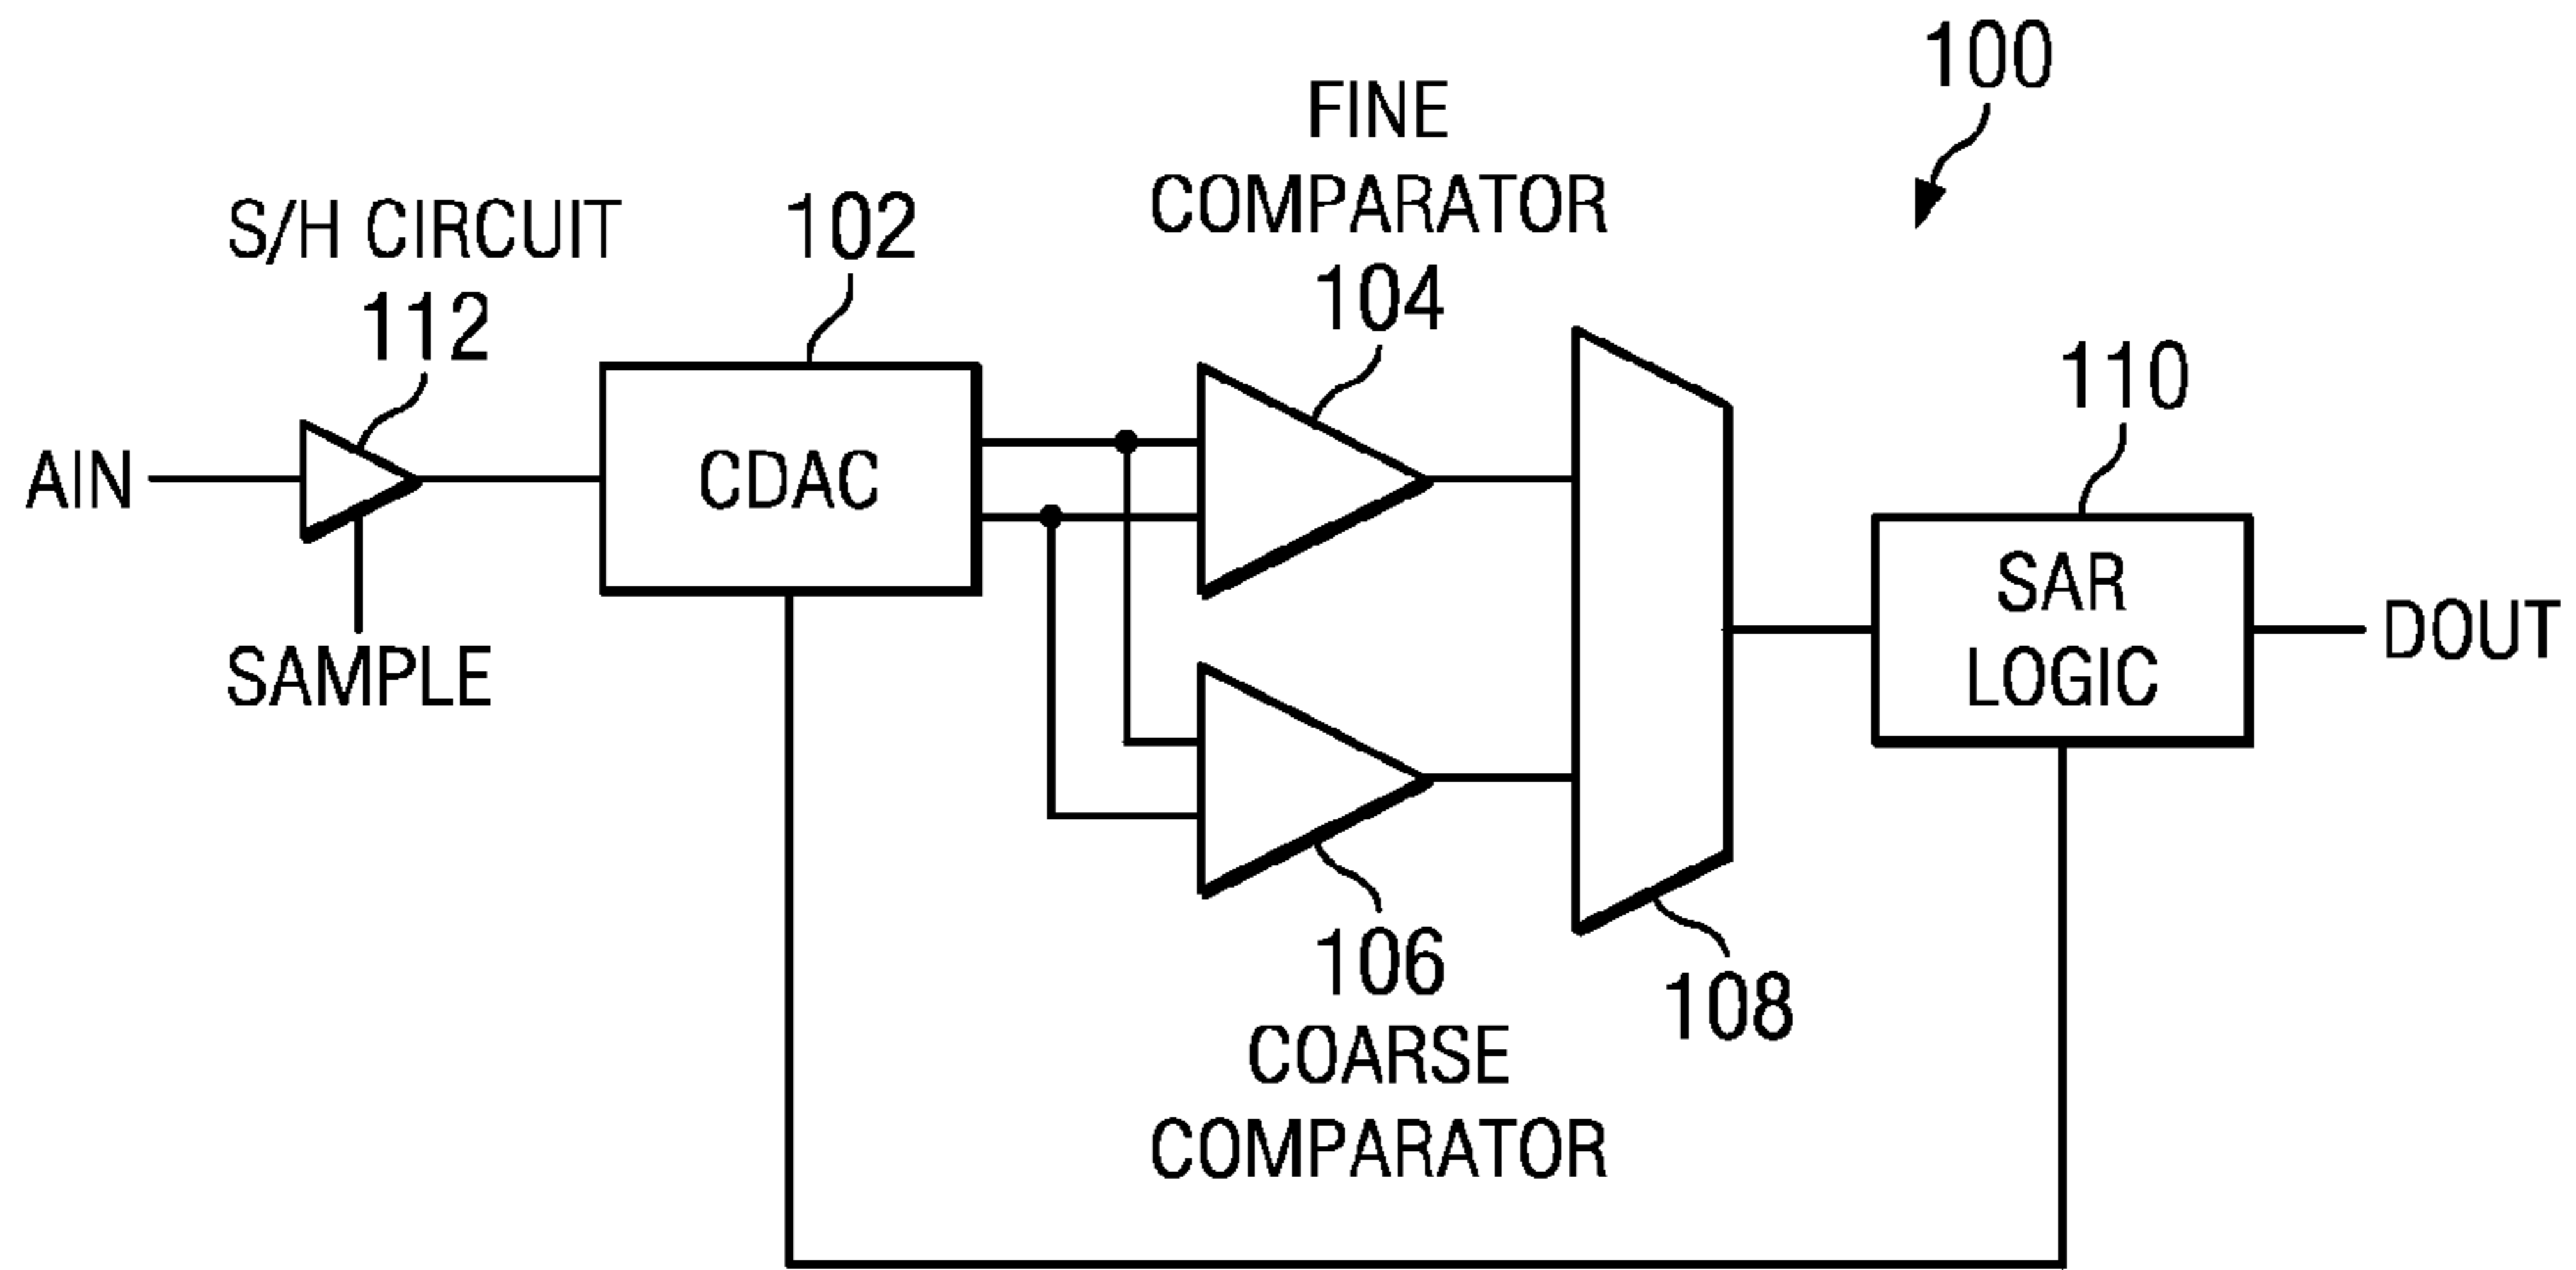 100
FINE
COMPARATOR
104
S/H CIRCUIT
112
102
110
AIN
CDAC
SAR
LOGIC
DOUT
SAMPLE
106
COARSE
COMPARATOR
108